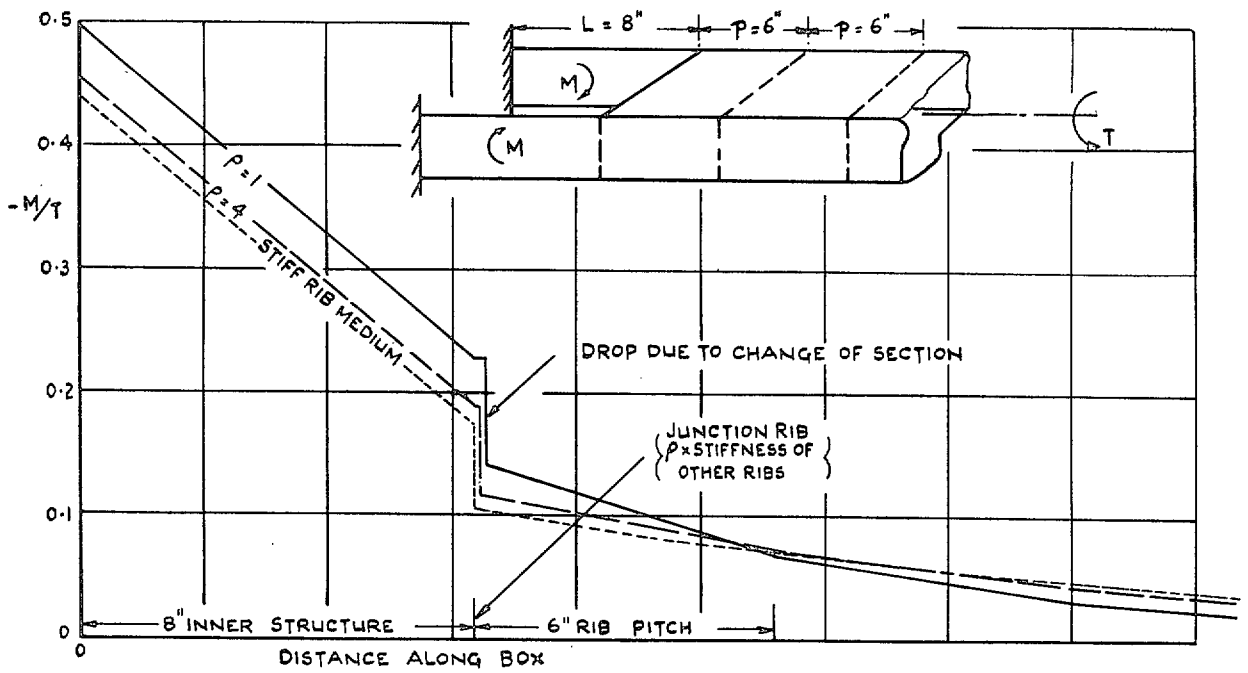 0.5
L = 8"
p=6"
p=6"
M
0.4
M
T
ρ=1
-M/T
ρ=4
STIFF RIB MEDIUM
0.3
DROP DUE TO CHANGE OF SECTION
0.2
JUNCTION RIB
ρ × STIFFNESS OF
OTHER RIBS
0.1
0
8" INNER STRUCTURE
6" RIB PITCH
0
DISTANCE ALONG BOX